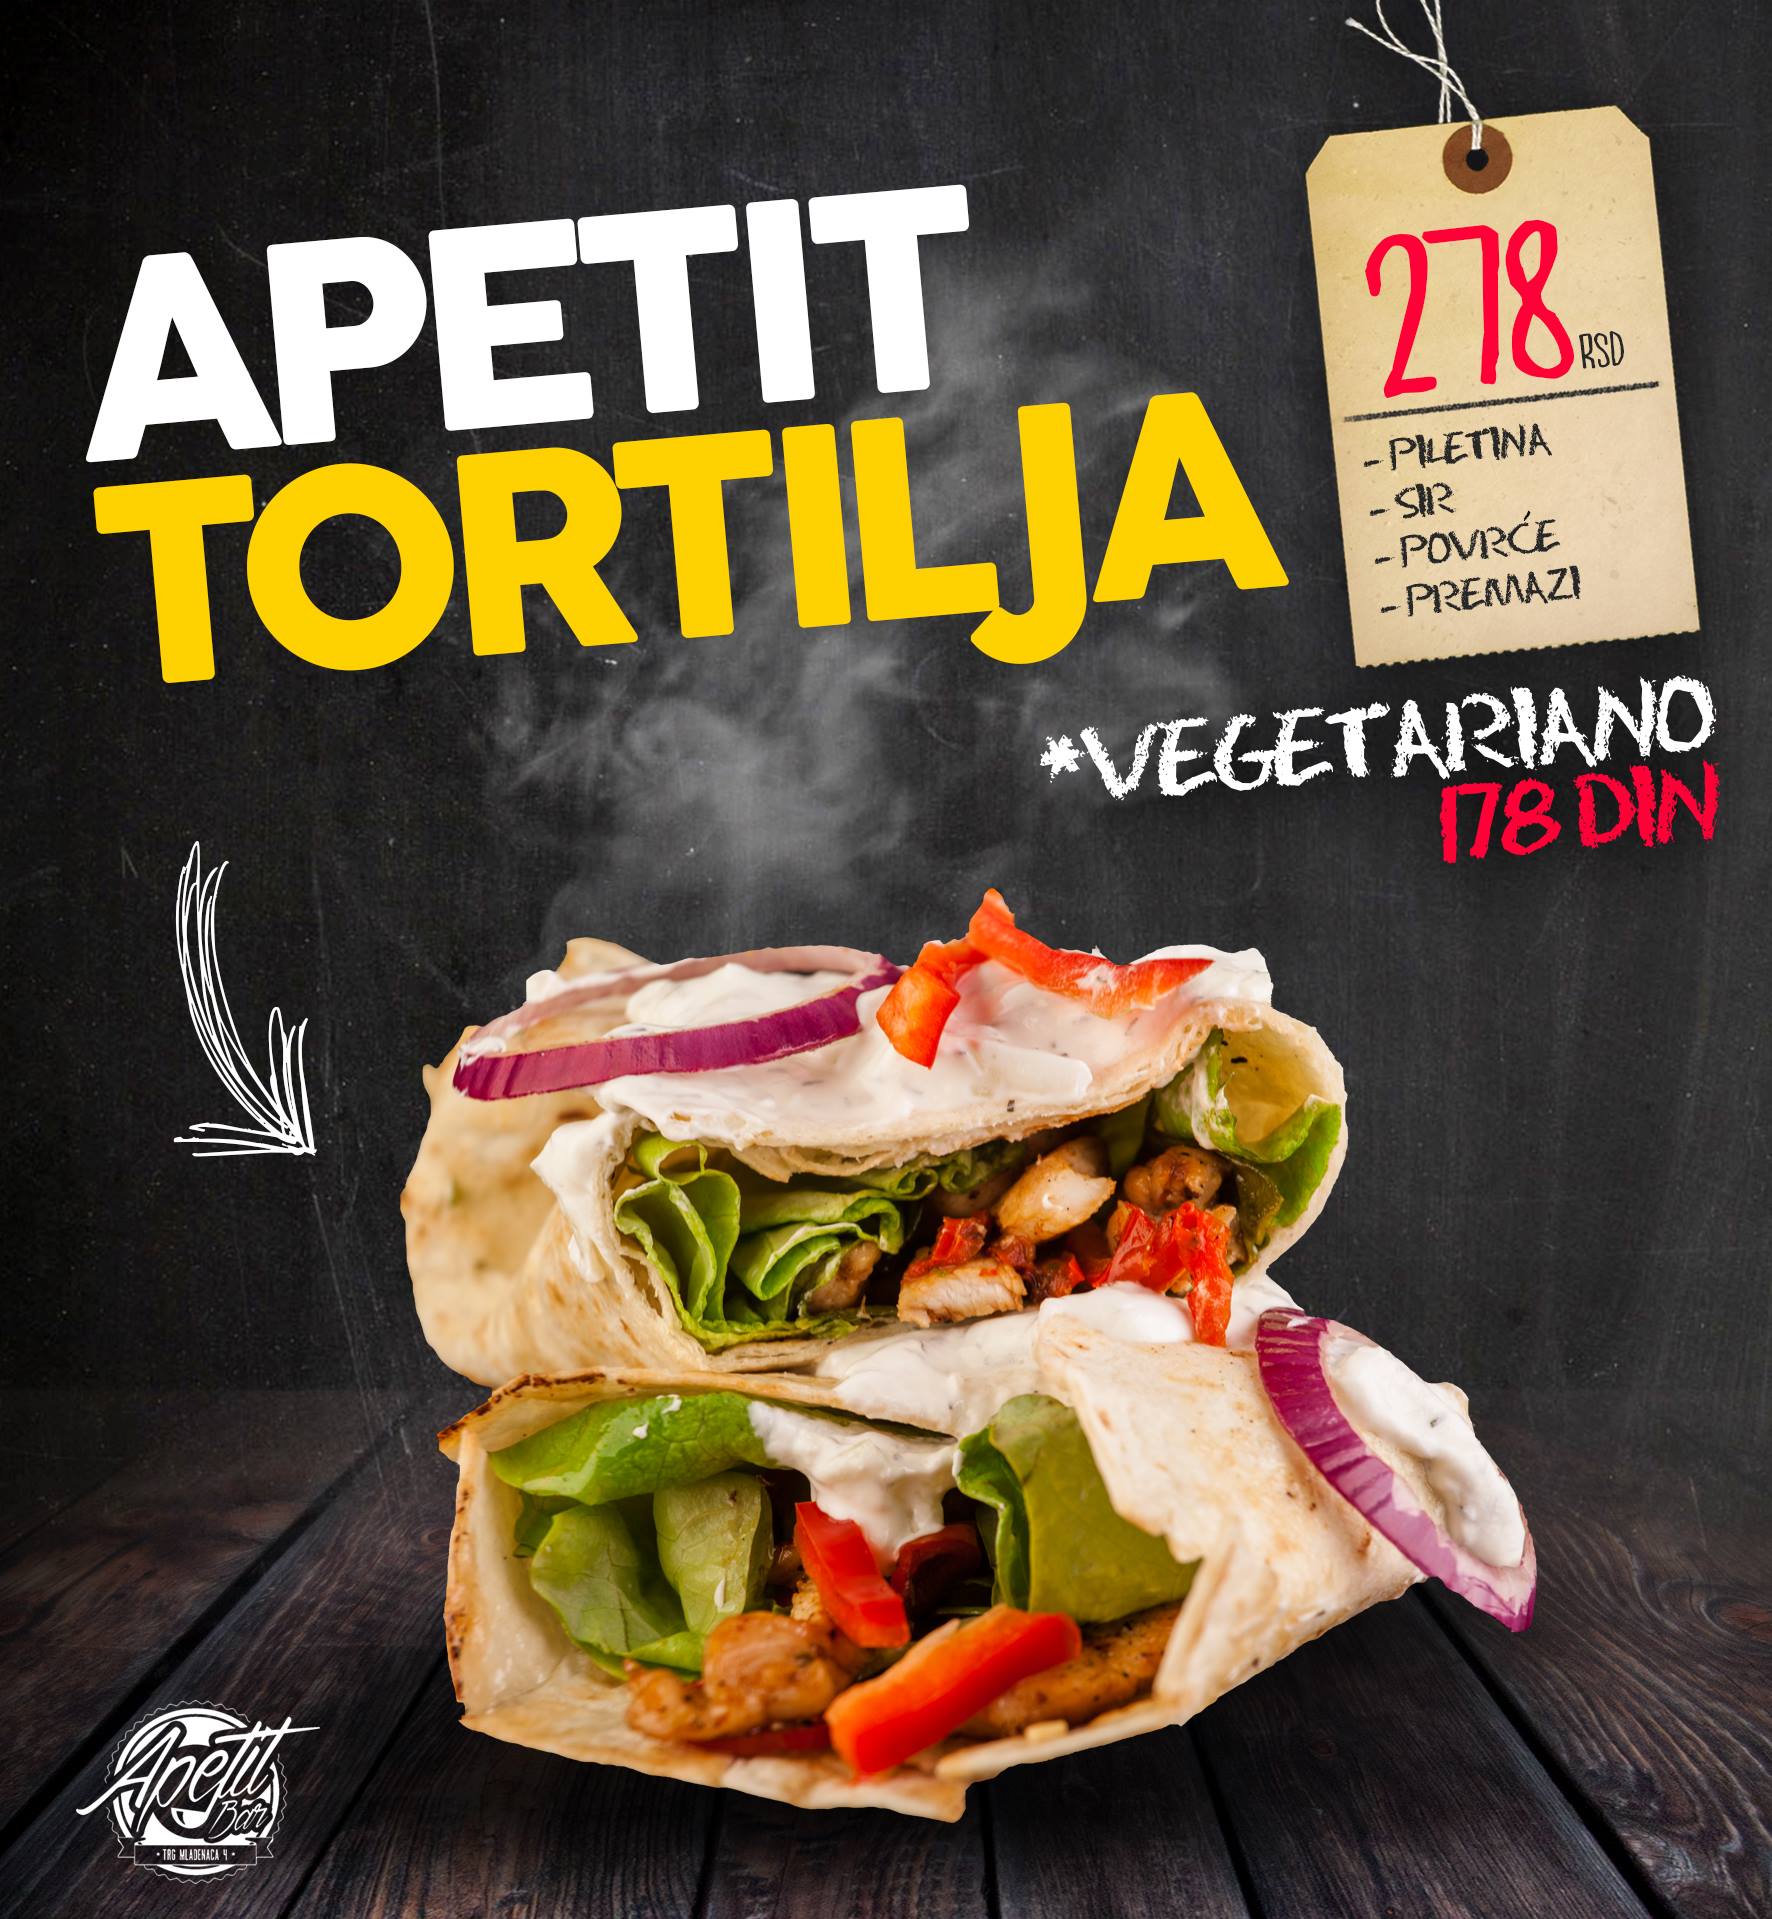 APETIT
TORTILJA
278 RSD
- PILETINA
- SIR
- POVRĆE
- PREMAZI
*VEGETARIANO
178 DIN
Apetit
Bar
• TRG MLADENACA 4 •